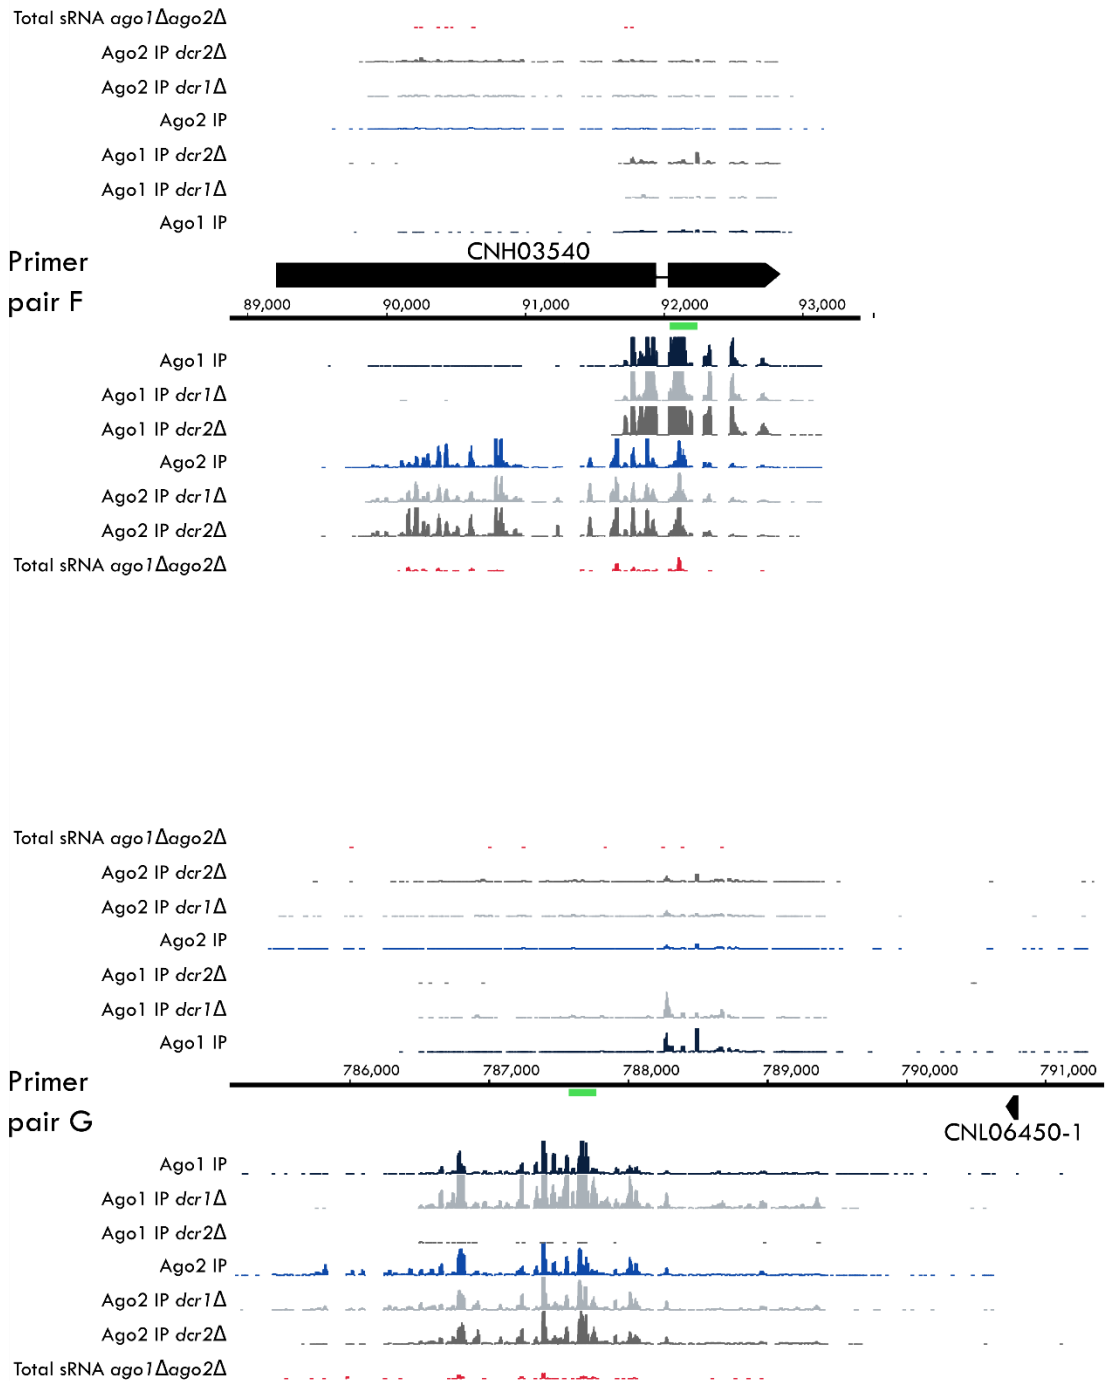 Total sRNA ago1Δago2Δ
Ago2 IP dcr2Δ
Ago2 IP dcr1Δ
Ago2 IP
Ago1 IP dcr2Δ
Ago1 IP dcr1Δ
Ago1 IP
CNH03540
Primer
pair F
89,000 90,000 91,000 92,000 93,000
Ago1 IP
Ago1 IP dcr1Δ
Ago1 IP dcr2Δ
Ago2 IP
Ago2 IP dcr1Δ
Ago2 IP dcr2Δ
Total sRNA ago1Δago2Δ
Total sRNA ago1Δago2Δ
Ago2 IP dcr2Δ
Ago2 IP dcr1Δ
Ago2 IP
Ago1 IP dcr2Δ
Ago1 IP dcr1Δ
Ago1 IP
Primer
pair G
786,000 787,000 788,000 789,000 790,000 791,000
CNL06450-1
Ago1 IP
Ago1 IP dcr1Δ
Ago1 IP dcr2Δ
Ago2 IP
Ago2 IP dcr1Δ
Ago2 IP dcr2Δ
Total sRNA ago1Δago2Δ